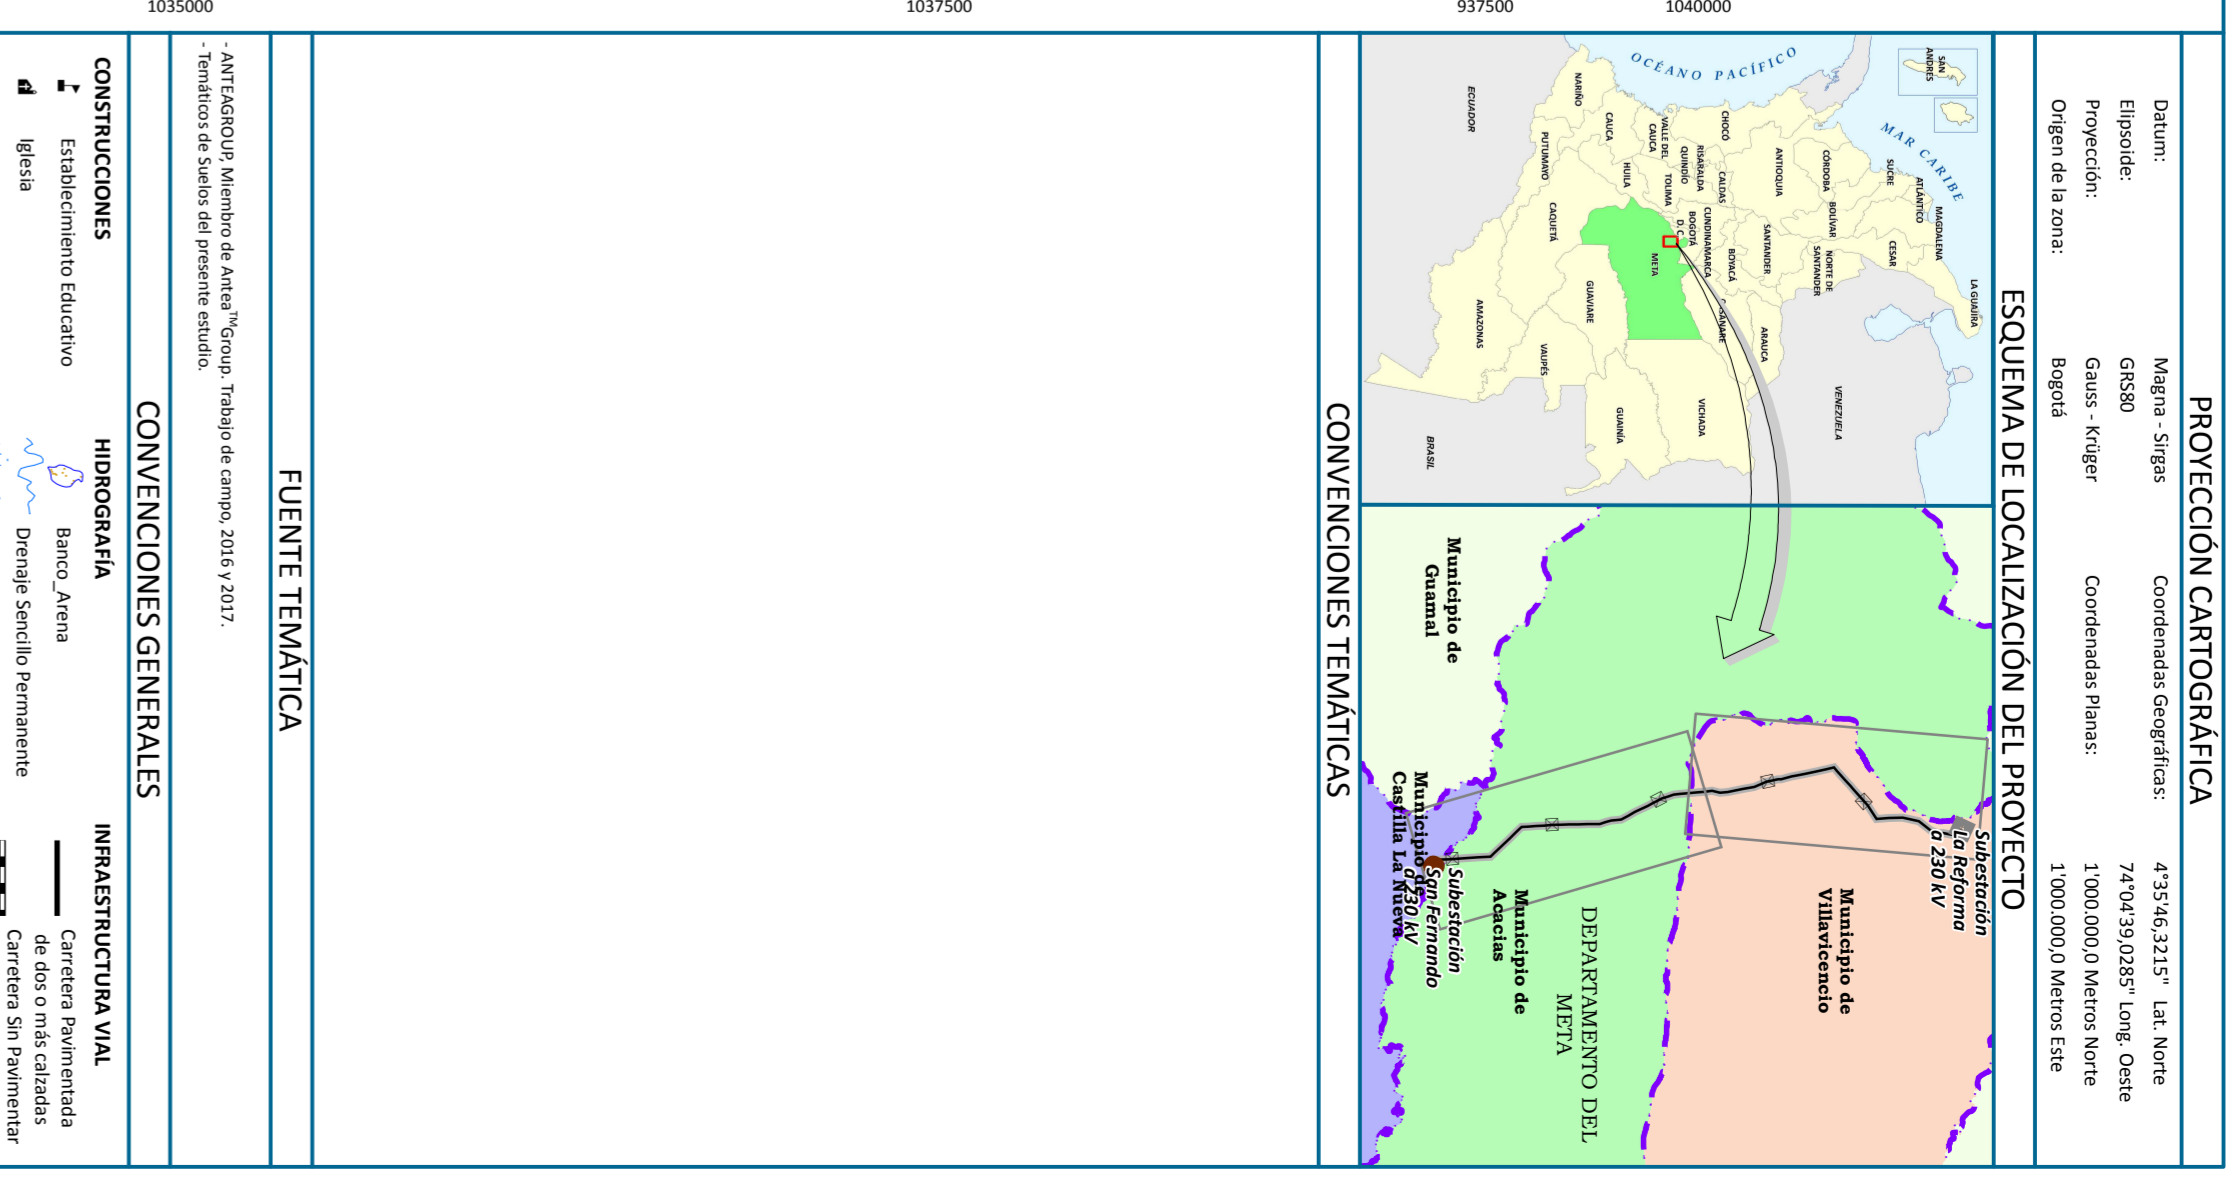 PROYECCIÓN CARTOGRÁFICA
Datum: Magna - Sirgas Coordenadas Geográficas: 4°35'46,3215" Lat. Norte
Elipsoide: GRS80 74°04'39,0285" Long. Oeste
Proyección: Gauss - Krüger Coordenadas Planas: 1'000.000,0 Metros Norte
Origen de la zona: Bogotá 1'000.000,0 Metros Este
ESQUEMA DE LOCALIZACIÓN DEL PROYECTO
SAN
ANDRÉS
MAR CARIBE
OCÉANO PACÍFICO
LA GUAJIRA
MAGDALENA
ATLÁNTICO
CESAR
SUCRE
CÓRDOBA
BOLÍVAR
NORTE DE
SANTANDER
ANTIOQUIA
SANTANDER
ARAUCA
CHOCÓ
CALDAS
BOYACÁ
CASANARE
RISARALDA
CUNDINAMARCA
QUINDÍO
BOGOTÁ
D. C.
VALLE DEL
CAUCA
TOLIMA
META
VICHADA
CAUCA
HUILA
GUAVIARE
GUAINÍA
NARIÑO
PUTUMAYO
CAQUETÁ
VAUPÉS
AMAZONAS
VENEZUELA
ECUADOR
BRASIL
Subestación
La Reforma
a 230 kV
Municipio de
Villavicencio
DEPARTAMENTO DEL
META
Municipio de
Acacias
Municipio de
Guamal
Subestación
San Fernando
a 230 kV
Municipio de
Castilla La Nueva
CONVENCIONES TEMÁTICAS
FUENTE TEMÁTICA
- ANTEAGROUP, Miembro de Antea™Group. Trabajo de campo, 2016 y 2017.
- Temáticos de Suelos del presente estudio.
CONVENCIONES GENERALES
CONSTRUCCIONES
Establecimiento Educativo
Iglesia
HIDROGRAFÍA
Banco_Arena
Drenaje Sencillo Permanente
INFRAESTRUCTURA VIAL
Carretera Pavimentada
de dos o más calzadas
Carretera Sin Pavimentar
1035000
1037500
937500
1040000